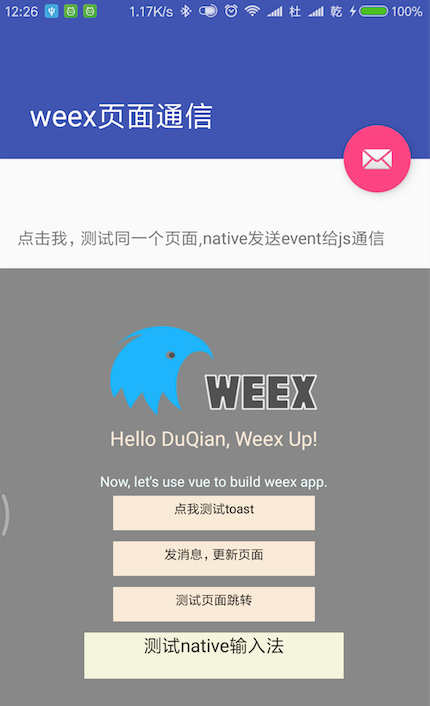 12:26 1.17K/s 杜 乾 100%
weex页面通信
点击我，测试同一个页面,native发送event给js通信
WEEX
Hello DuQian, Weex Up!
Now, let's use vue to build weex app.
点我测试toast
发消息，更新页面
测试页面跳转
测试native输入法